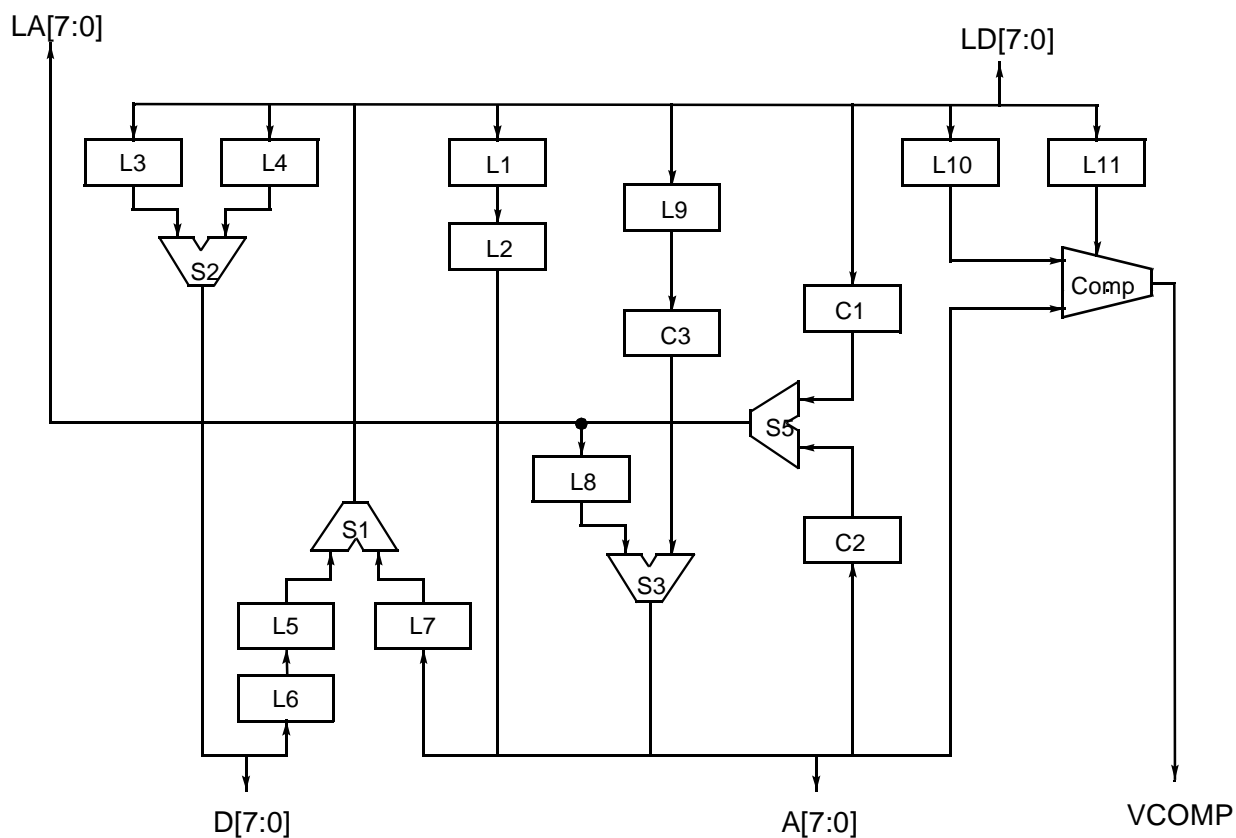 LA[7:0]
LD[7:0]
L3
L4
L1
L10
L11
L9
L2
S2
Comp.
C1
C3
S5
L8
S1
C2
S3
L5
L7
L6
D[7:0]
A[7:0]
VCOMP